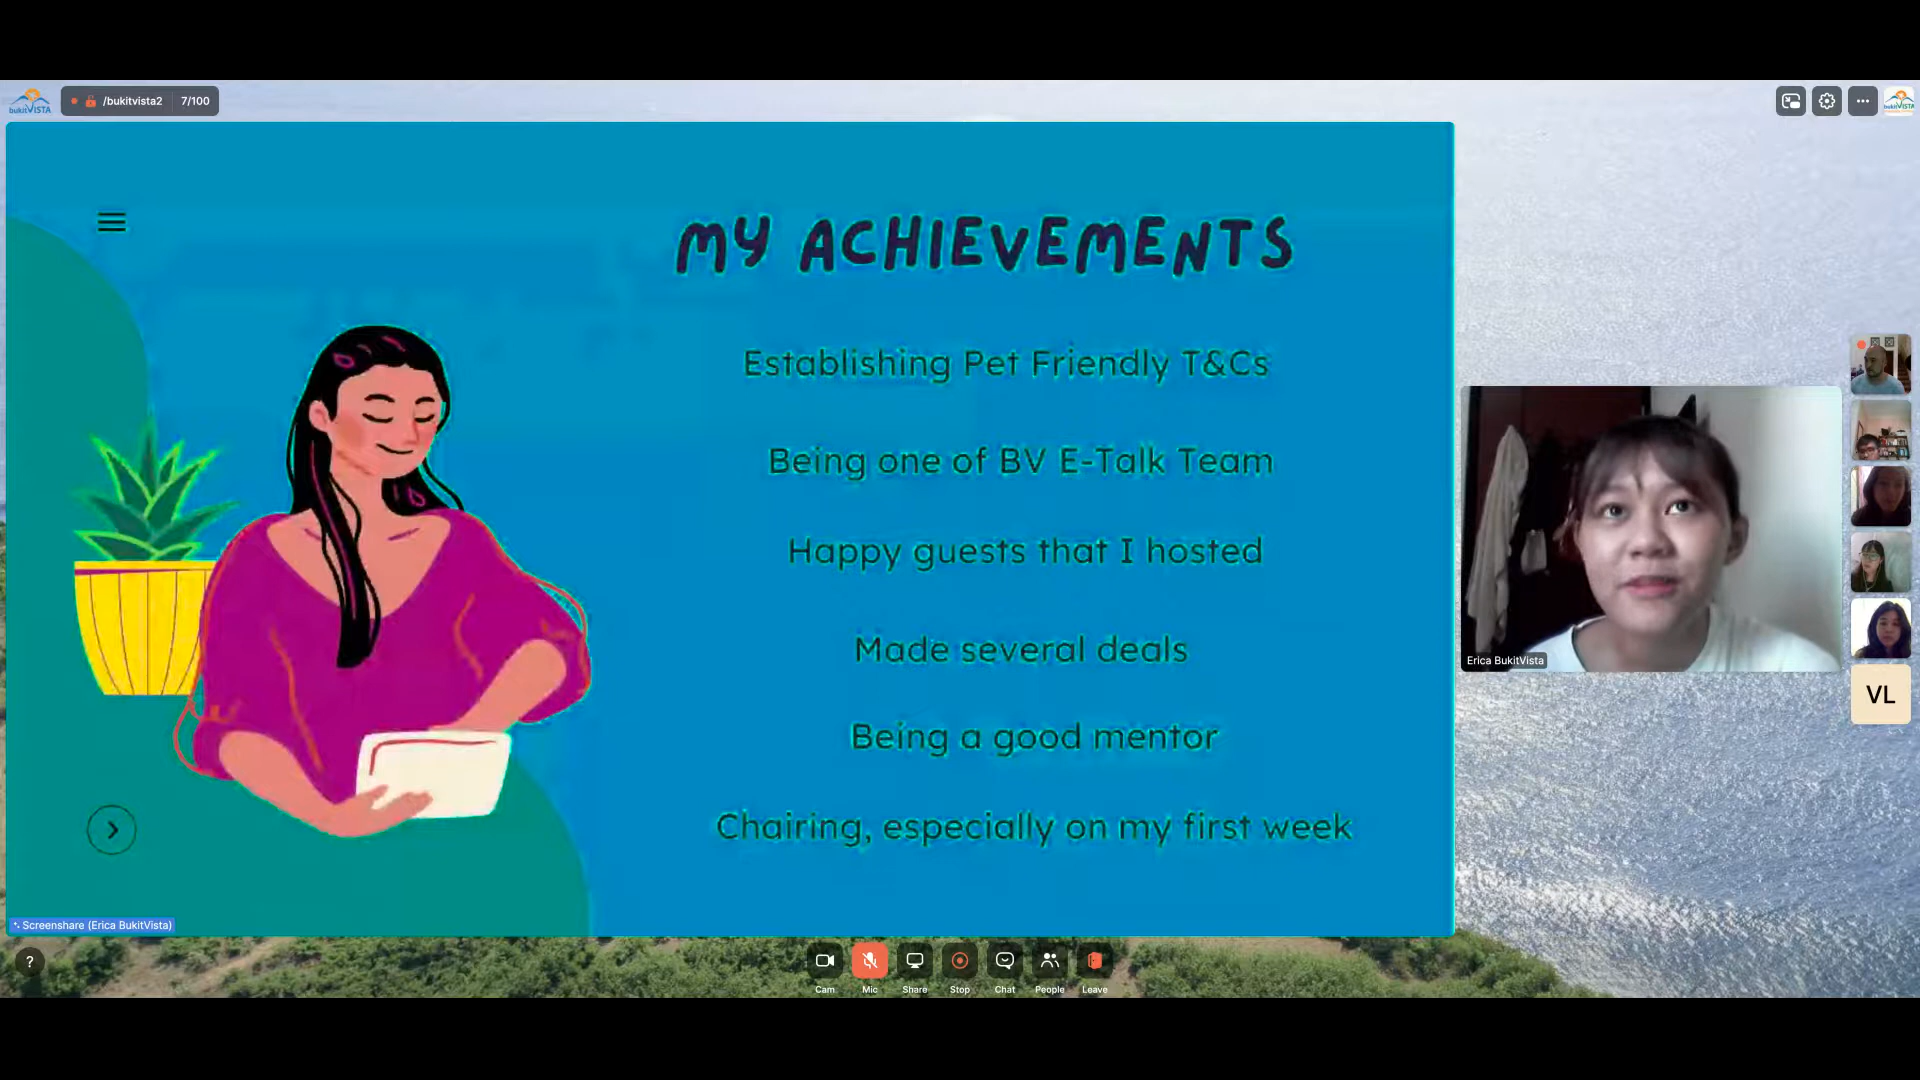 bukitVISTA
/bukitvista2 7/100
bukitVISTA
MY ACHIEVEMENTS
Establishing Pet Friendly T&Cs
Being one of BV E-Talk Team
Happy guests that I hosted
Made several deals
Being a good mentor
Chairing, especially on my first week
Erica BukitVista
VL
Screenshare (Erica BukitVista)
?
Cam Mic Share Stop Chat People Leave